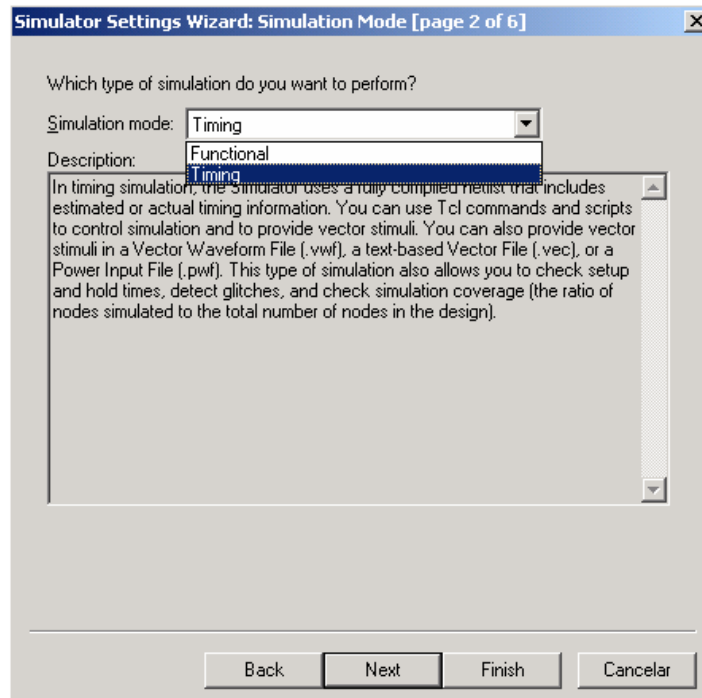 Simulator Settings Wizard: Simulation Mode [page 2 of 6]
Which type of simulation do you want to perform?
Simulation mode: Timing
Functional
Description:
Timing
In timing simulation, the Simulator uses a fully compiled netlist that includes
estimated or actual timing information. You can use Tcl commands and scripts
to control simulation and to provide vector stimuli. You can also provide vector
stimuli in a Vector Waveform File (.vwf), a text-based Vector File (.vec), or a
Power Input File (.pwf). This type of simulation also allows you to check setup
and hold times, detect glitches, and check simulation coverage (the ratio of
nodes simulated to the total number of nodes in the design).
Back Next Finish Cancelar